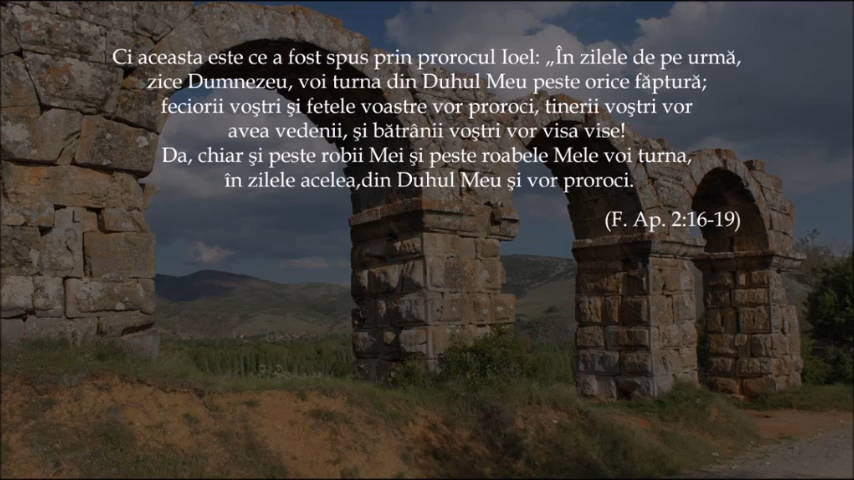 Ci aceasta este ce a fost spus prin prorocul Ioel: „În zilele de pe urmă,
zice Dumnezeu, voi turna din Duhul Meu peste orice făptură;
feciorii voştri şi fetele voastre vor proroci, tinerii voştri vor
avea vedenii, şi bătrânii voştri vor visa vise!
Da, chiar şi peste robii Mei şi peste roabele Mele voi turna,
în zilele acelea,din Duhul Meu şi vor proroci.
(F. Ap. 2:16-19)